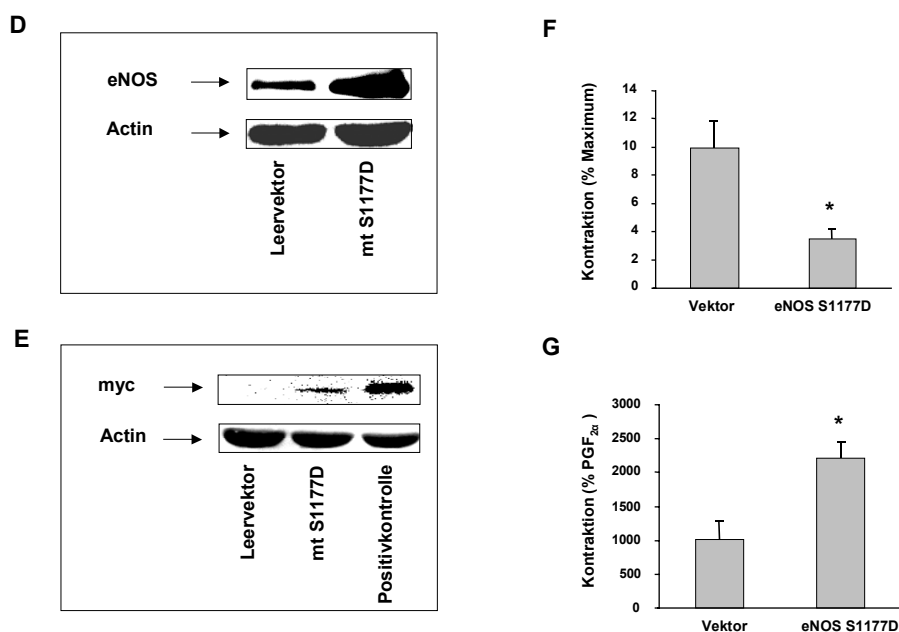 D
eNOS
Actin
Leervektor
mt S1177D
E
myc
Actin
Leervektor
mt S1177D
Positivkontrolle
F
Kontraktion (% Maximum)
14
12
10
8
6
4
2
0
*
Vektor
eNOS S1177D
G
Kontraktion (% PGF2α)
3000
2500
2000
1500
1000
500
0
*
Vektor
eNOS S1177D